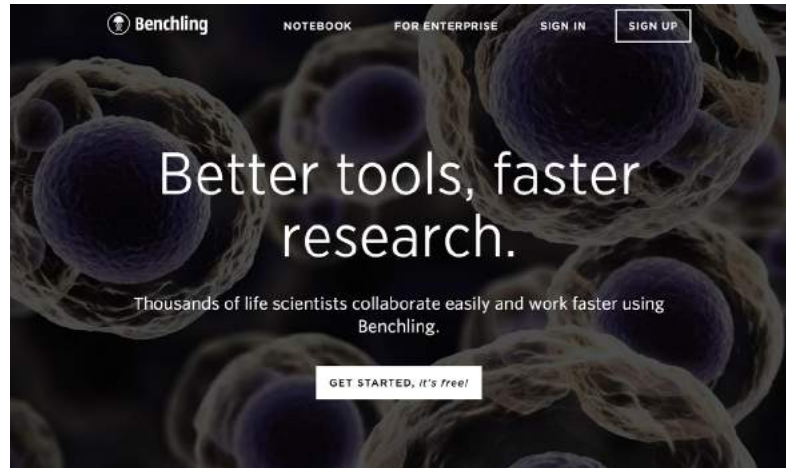 Benchling
NOTEBOOK
FOR ENTERPRISE
SIGN IN
SIGN UP
Better tools, faster
research.
Thousands of life scientists collaborate easily and work faster using
Benchling.
GET STARTED, it's free!